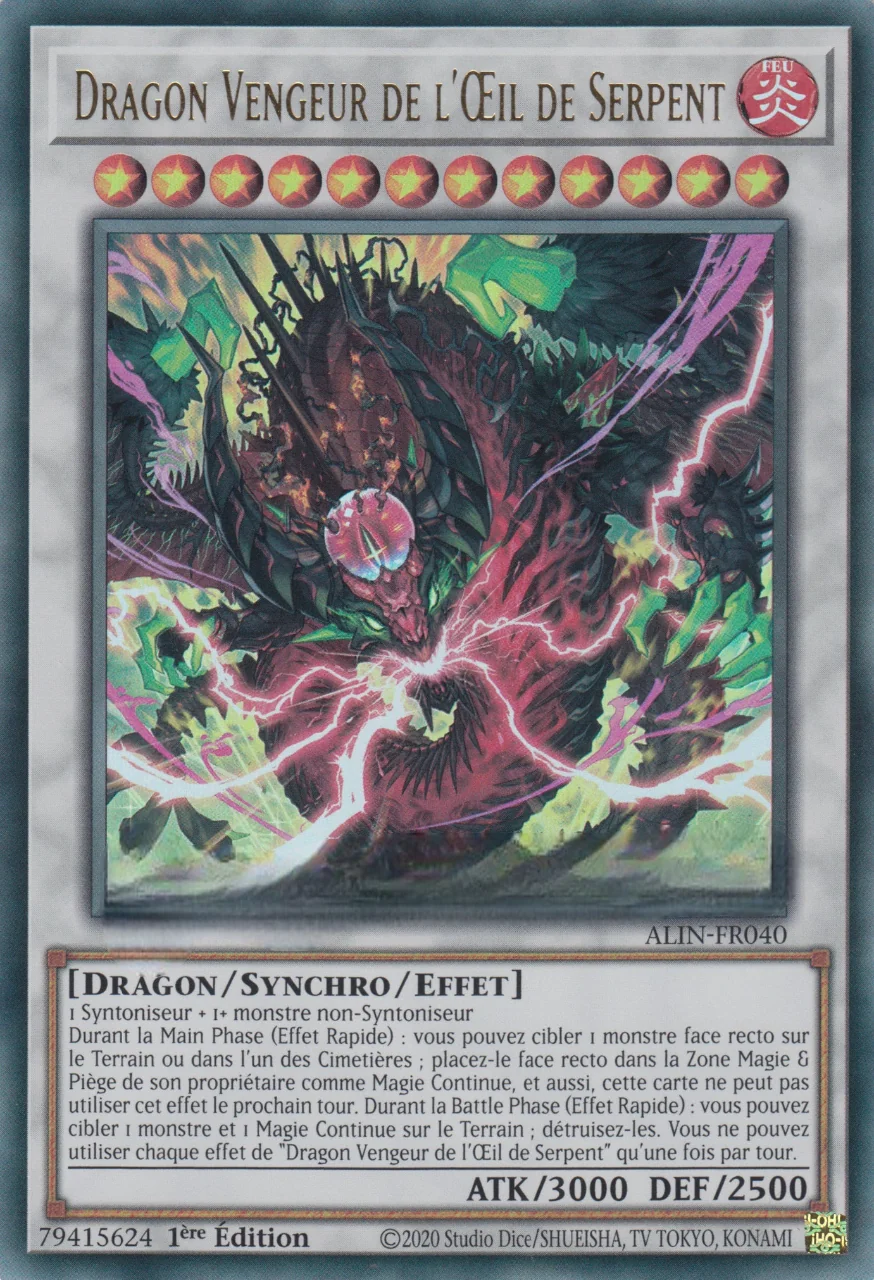 Dragon Vengeur de l'Œil de Serpent
FEU
炎
ALIN-FR040
[Dragon/Synchro/Effet]
1 Syntoniseur + 1+ monstre non-Syntoniseur
Durant la Main Phase (Effet Rapide) : vous pouvez cibler 1 monstre face recto sur
le Terrain ou dans l'un des Cimetières ; placez-le face recto dans la Zone Magie &
Piège de son propriétaire comme Magie Continue, et aussi, cette carte ne peut pas
utiliser cet effet le prochain tour. Durant la Battle Phase (Effet Rapide) : vous pouvez
cibler 1 monstre et 1 Magie Continue sur le Terrain ; détruisez-les. Vous ne pouvez
utiliser chaque effet de "Dragon Vengeur de l'Œil de Serpent" qu'une fois par tour.
ATK/3000 DEF/2500
79415624 1ère Édition ©2020 Studio Dice/SHUEISHA, TV TOKYO, KONAMI